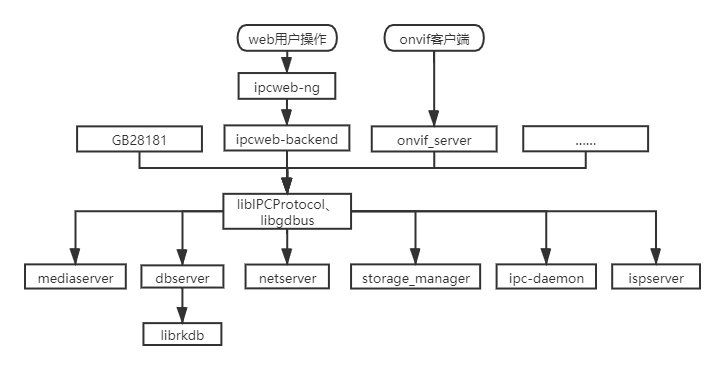 web用户操作
onvif客户端
ipcweb-ng
GB28181
ipcweb-backend
onvif_server
......
libIPCProtocol、
libgdbus
mediaserver
dbserver
netserver
storage_manager
ipc-daemon
ispserver
librkdb